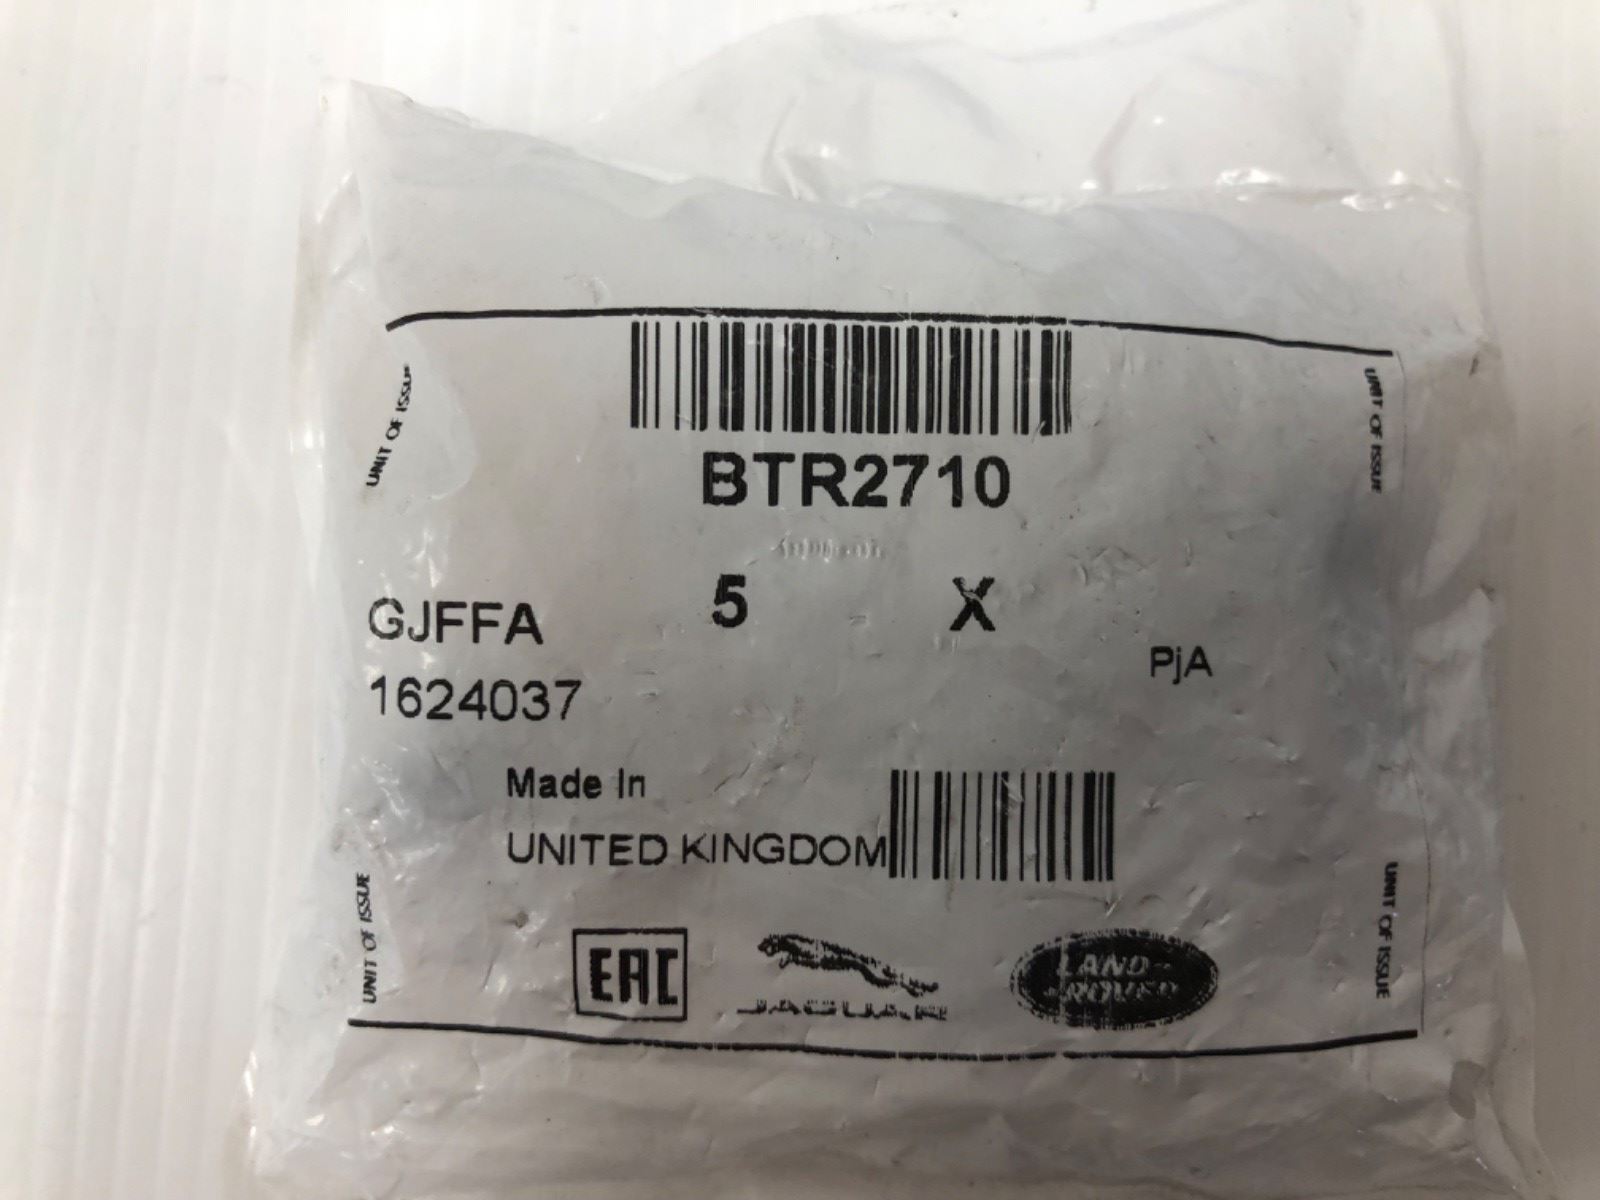 UNIT OF ISSUE
UNIT OF ISSUE
BTR2710
5 X
GJFFA
PjA
1624037
Made In
UNITED KINGDOM
UNIT OF ISSUE
UNIT OF ISSUE
EAC
JAGUAR
LAND-
ROVER